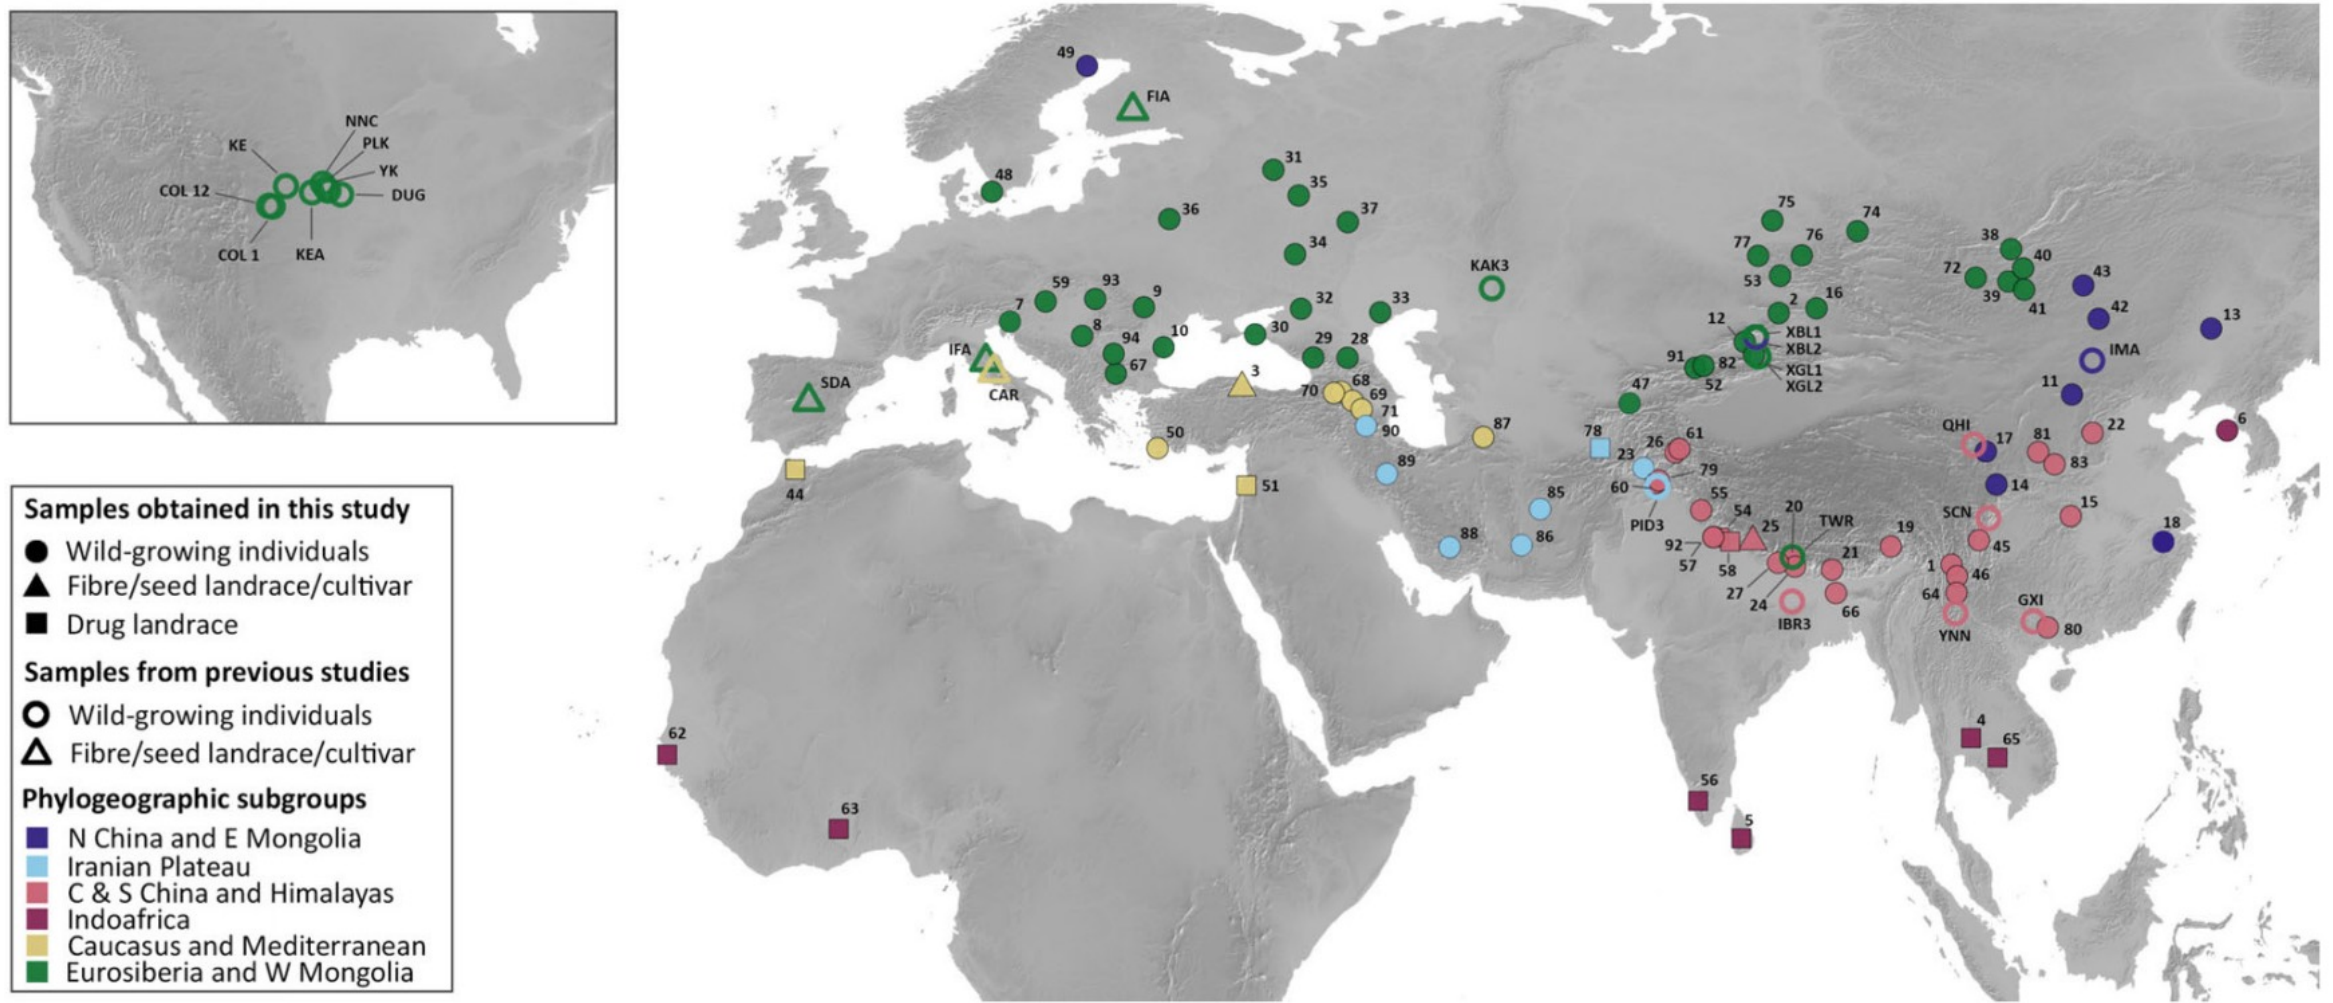 NNC
KE
PLK
YK
COL 12
DUG
COL 1
KEA
Samples obtained in this study
Wild-growing individuals
Fibre/seed landrace/cultivar
Drug landrace
Samples from previous studies
Wild-growing individuals
Fibre/seed landrace/cultivar
Phylogeographic subgroups
N China and E Mongolia
Iranian Plateau
C & S China and Himalayas
Indoafrica
Caucasus and Mediterranean
Eurosiberia and W Mongolia
49
FIA
31
48
35
36
37
34
KAK3
59
93
9
7
32
33
8
10
30
94
29
28
IFA
67
SDA
CAR
3
68
70
69
71
90
50
87
89
44
51
85
88
86
62
63
75
74
77
76
53
2
16
12
XBL1
XBL2
91
82
XGL1
52
XGL2
47
38
40
72
43
39
41
42
13
IMA
11
6
22
QHI
17
81
83
14
15
SCN
18
45
1
46
64
GXI
YNN
80
78
26
61
23
79
60
PID3
55
54
20
TWR
25
19
92
57
58
21
27
24
66
IBR3
4
65
56
5